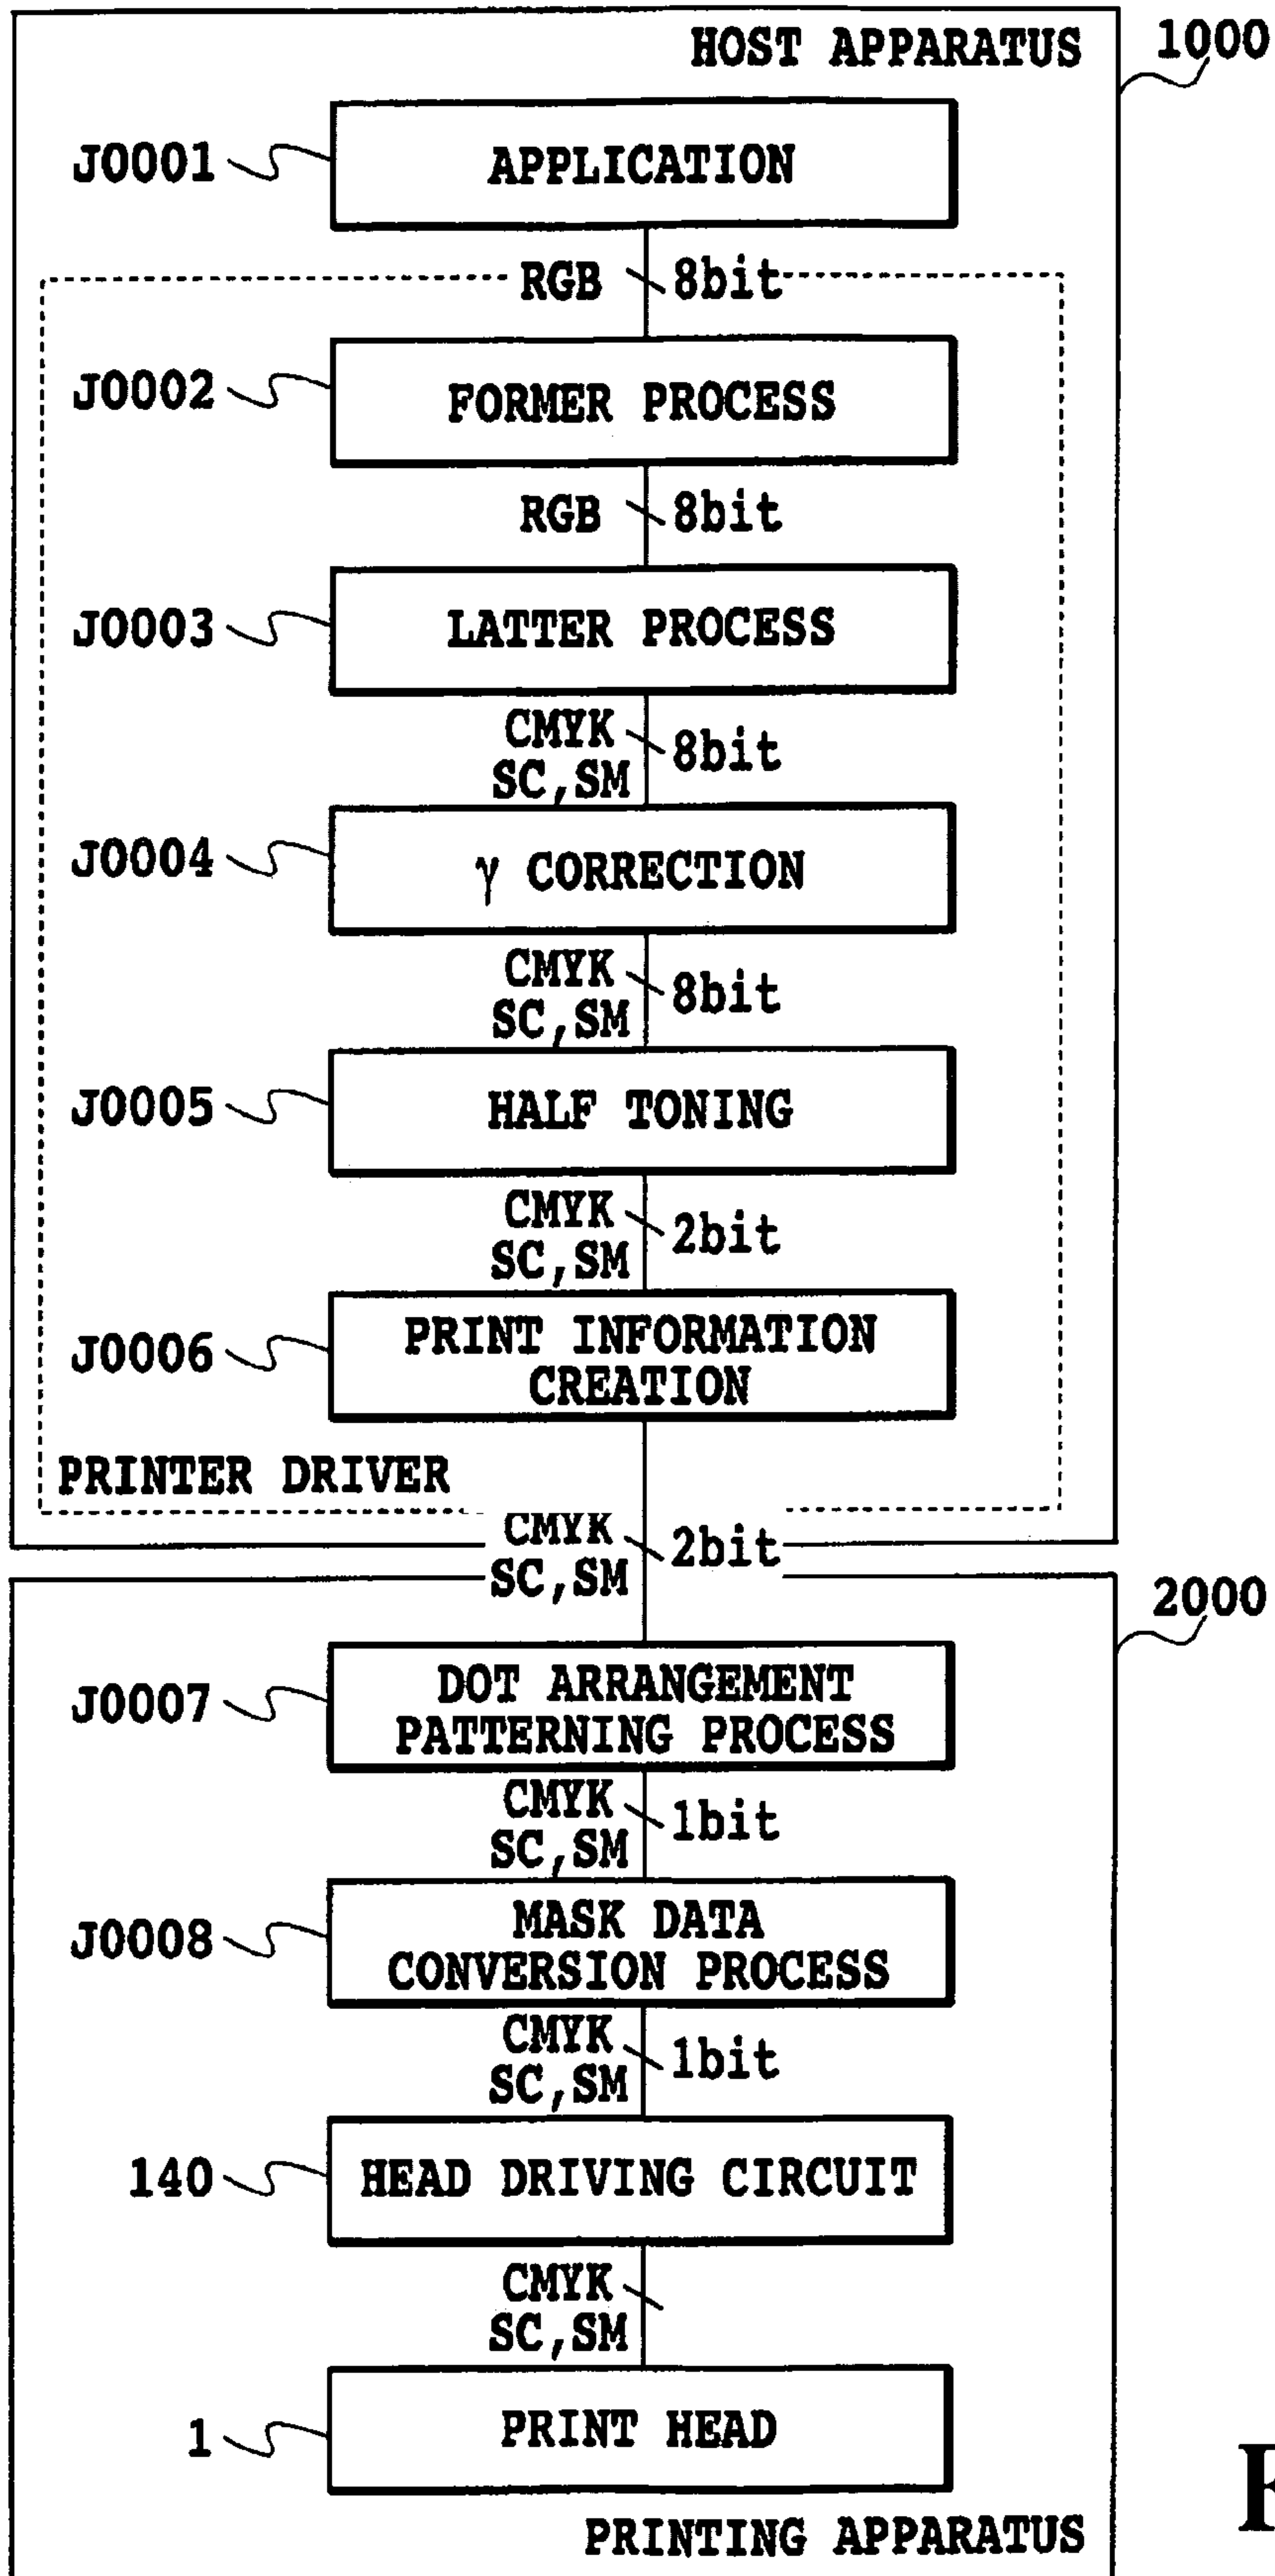 HOST APPARATUS
1000
J0001
APPLICATION
RGB 8bit
J0002
FORMER PROCESS
RGB 8bit
J0003
LATTER PROCESS
CMYK
SC,SM 8bit
J0004
γ CORRECTION
CMYK
SC,SM 8bit
J0005
HALF TONING
CMYK
SC,SM 2bit
J0006
PRINT INFORMATION
CREATION
PRINTER DRIVER
CMYK
SC,SM 2bit
2000
J0007
DOT ARRANGEMENT
PATTERNING PROCESS
CMYK
SC,SM 1bit
J0008
MASK DATA
CONVERSION PROCESS
CMYK
SC,SM 1bit
140
HEAD DRIVING CIRCUIT
CMYK
SC,SM
1
PRINT HEAD
PRINTING APPARATUS